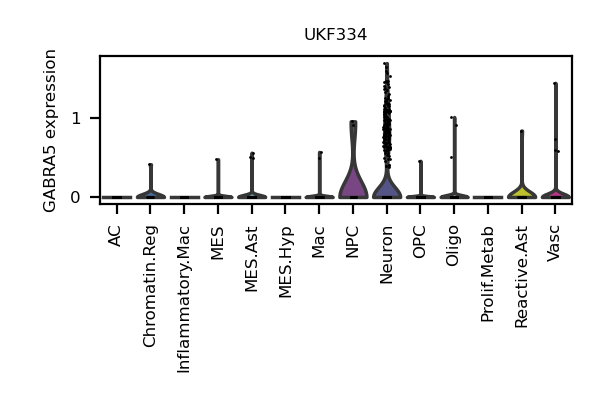 UKF334
GABRA5 expression
1
0
AC
Chromatin.Reg
Inflammatory.Mac
MES
MES.Ast
MES.Hyp
Mac
NPC
Neuron
OPC
Oligo
Prolif.Metab
Reactive.Ast
Vasc